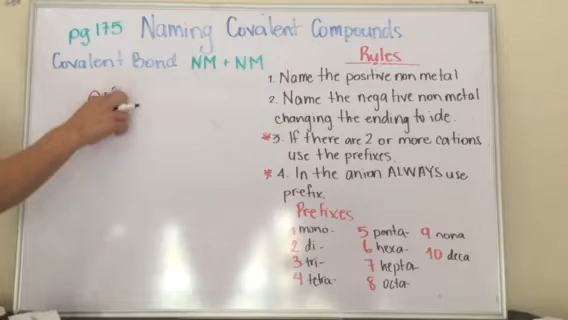 pg 175 Naming Covalent Compounds
Covalent Bond NM + NM
Rules
1. Name the positive non metal
2. Name the negative nonmetal
changing the ending to ide.
*3. If there are 2 or more cations
use the prefixes.
*4. In the anion ALWAYS use
prefix.
Prefixes
1 mono- 5 penta- 9 nona
2 di- 6 hexa- 10 deca
3 tri- 7 hepta-
4 tetra- 8 octa-